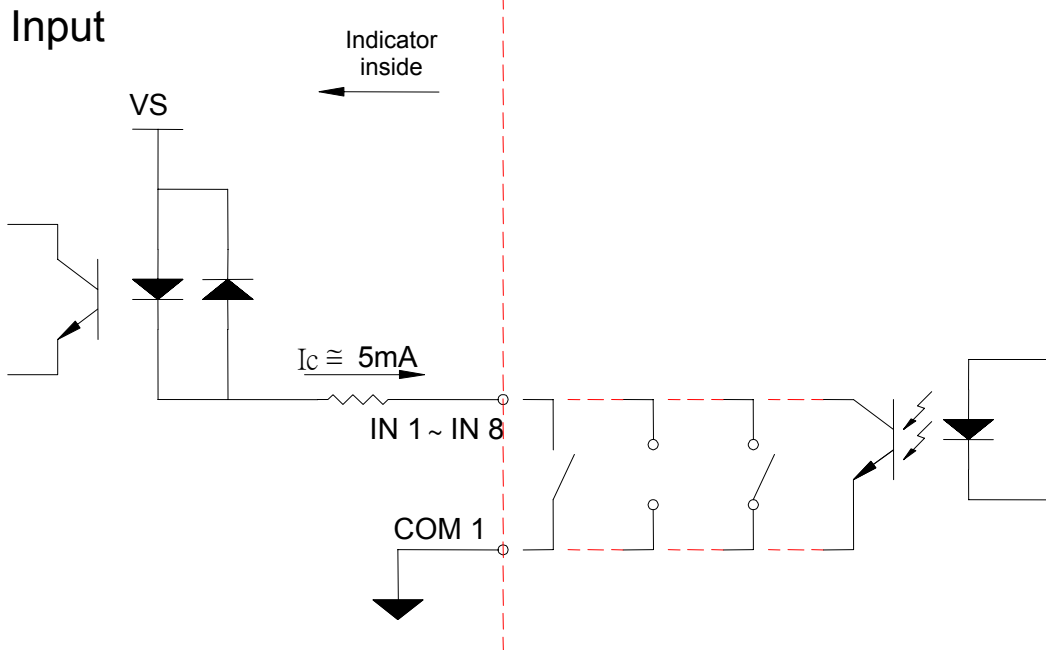 Input
Indicator
inside
VS
Ic ≅ 5mA
IN 1 ~ IN 8
COM 1